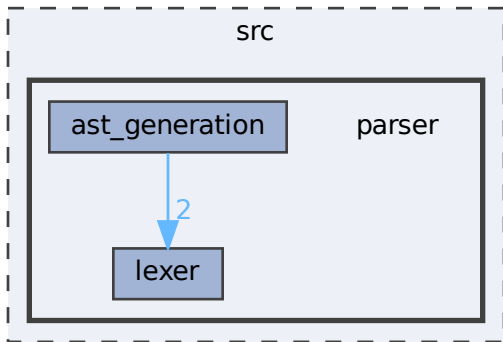 src
ast_generation
parser
2
lexer